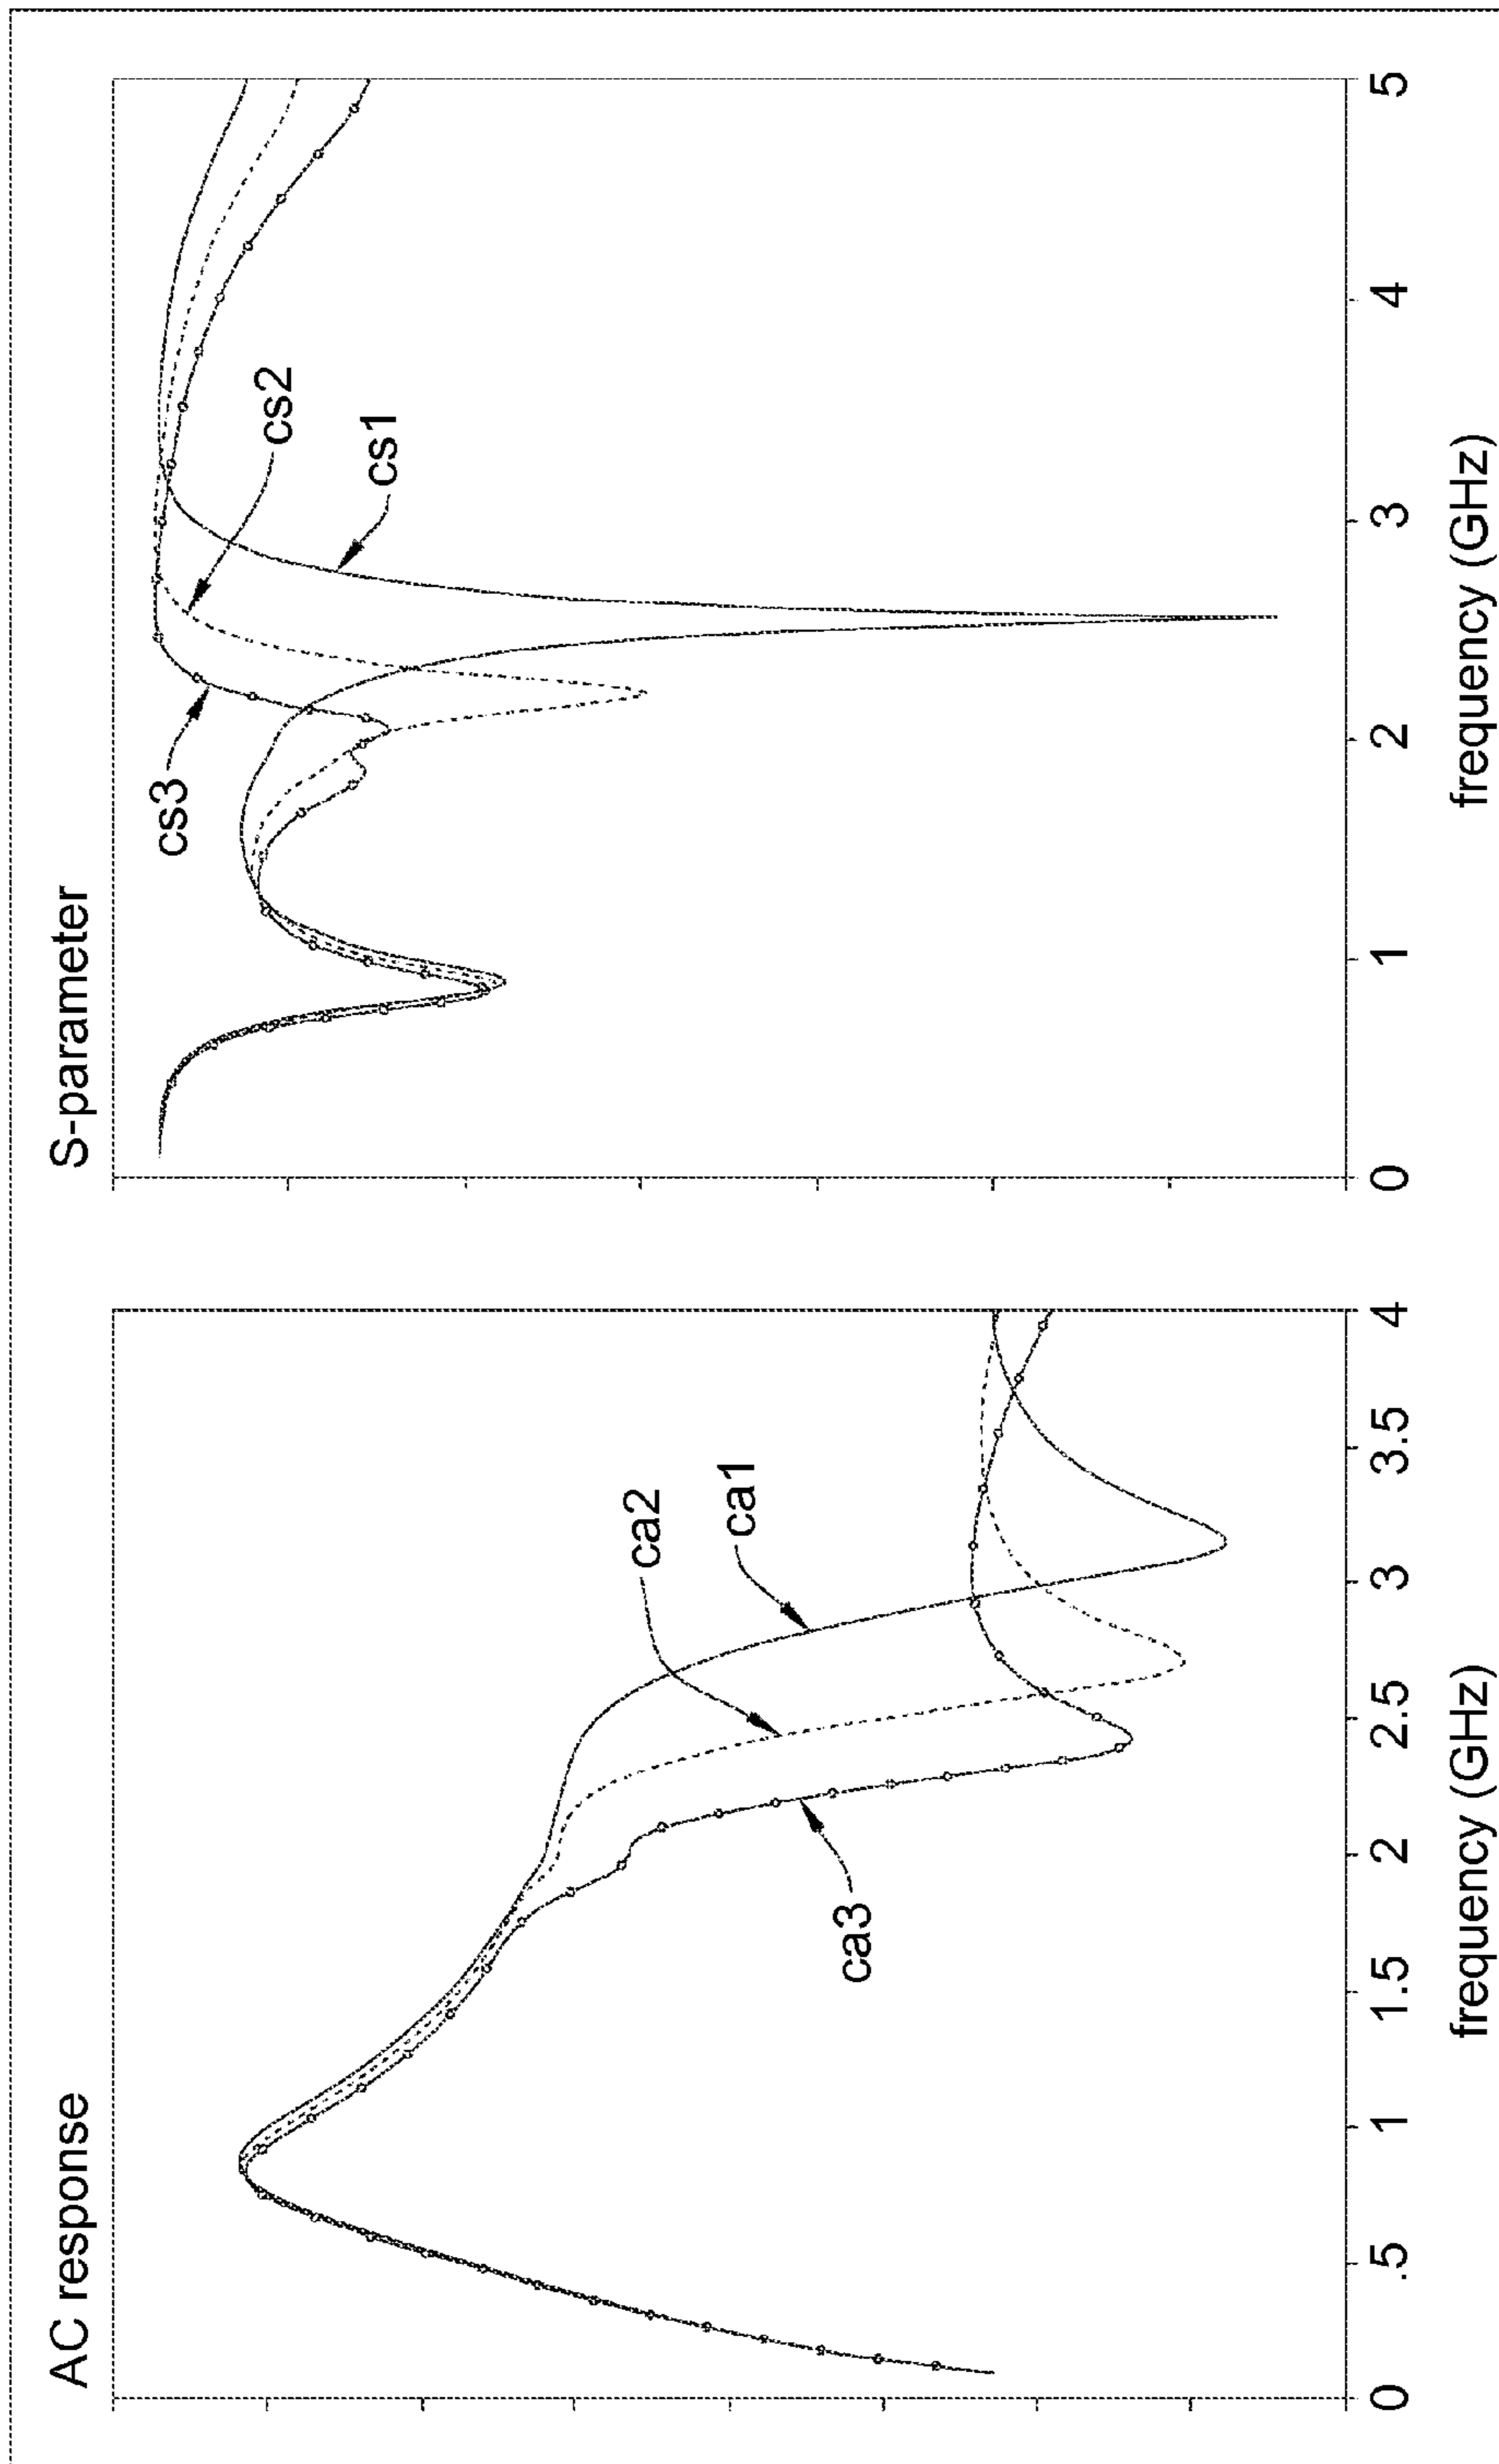 AC response
ca2
ca1
ca3
0 .5 1 1.5 2 2.5 3 3.5 4
frequency (GHz)
S-parameter
cs3
cs2
cs1
0 1 2 3 4 5
frequency (GHz)